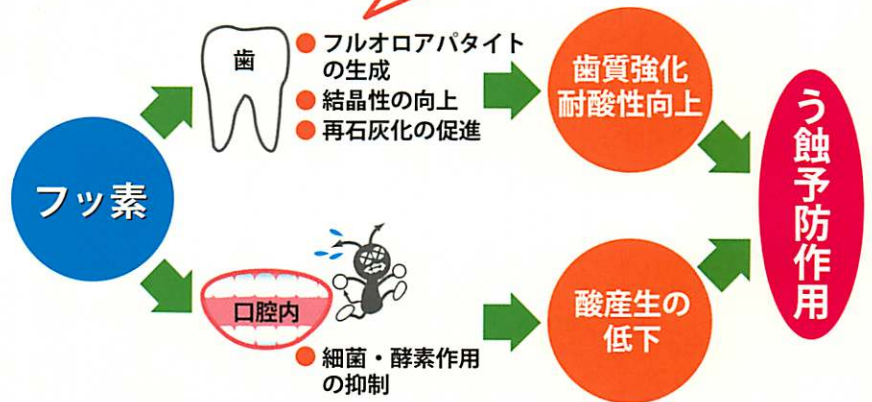 フッ素
歯
● フルオロアパタイト
の生成
● 結晶性の向上
● 再石灰化の促進
歯質強化
耐酸性向上
口腔内
● 細菌・酵素作用
の抑制
酸産生の
低下
う蝕予防作用